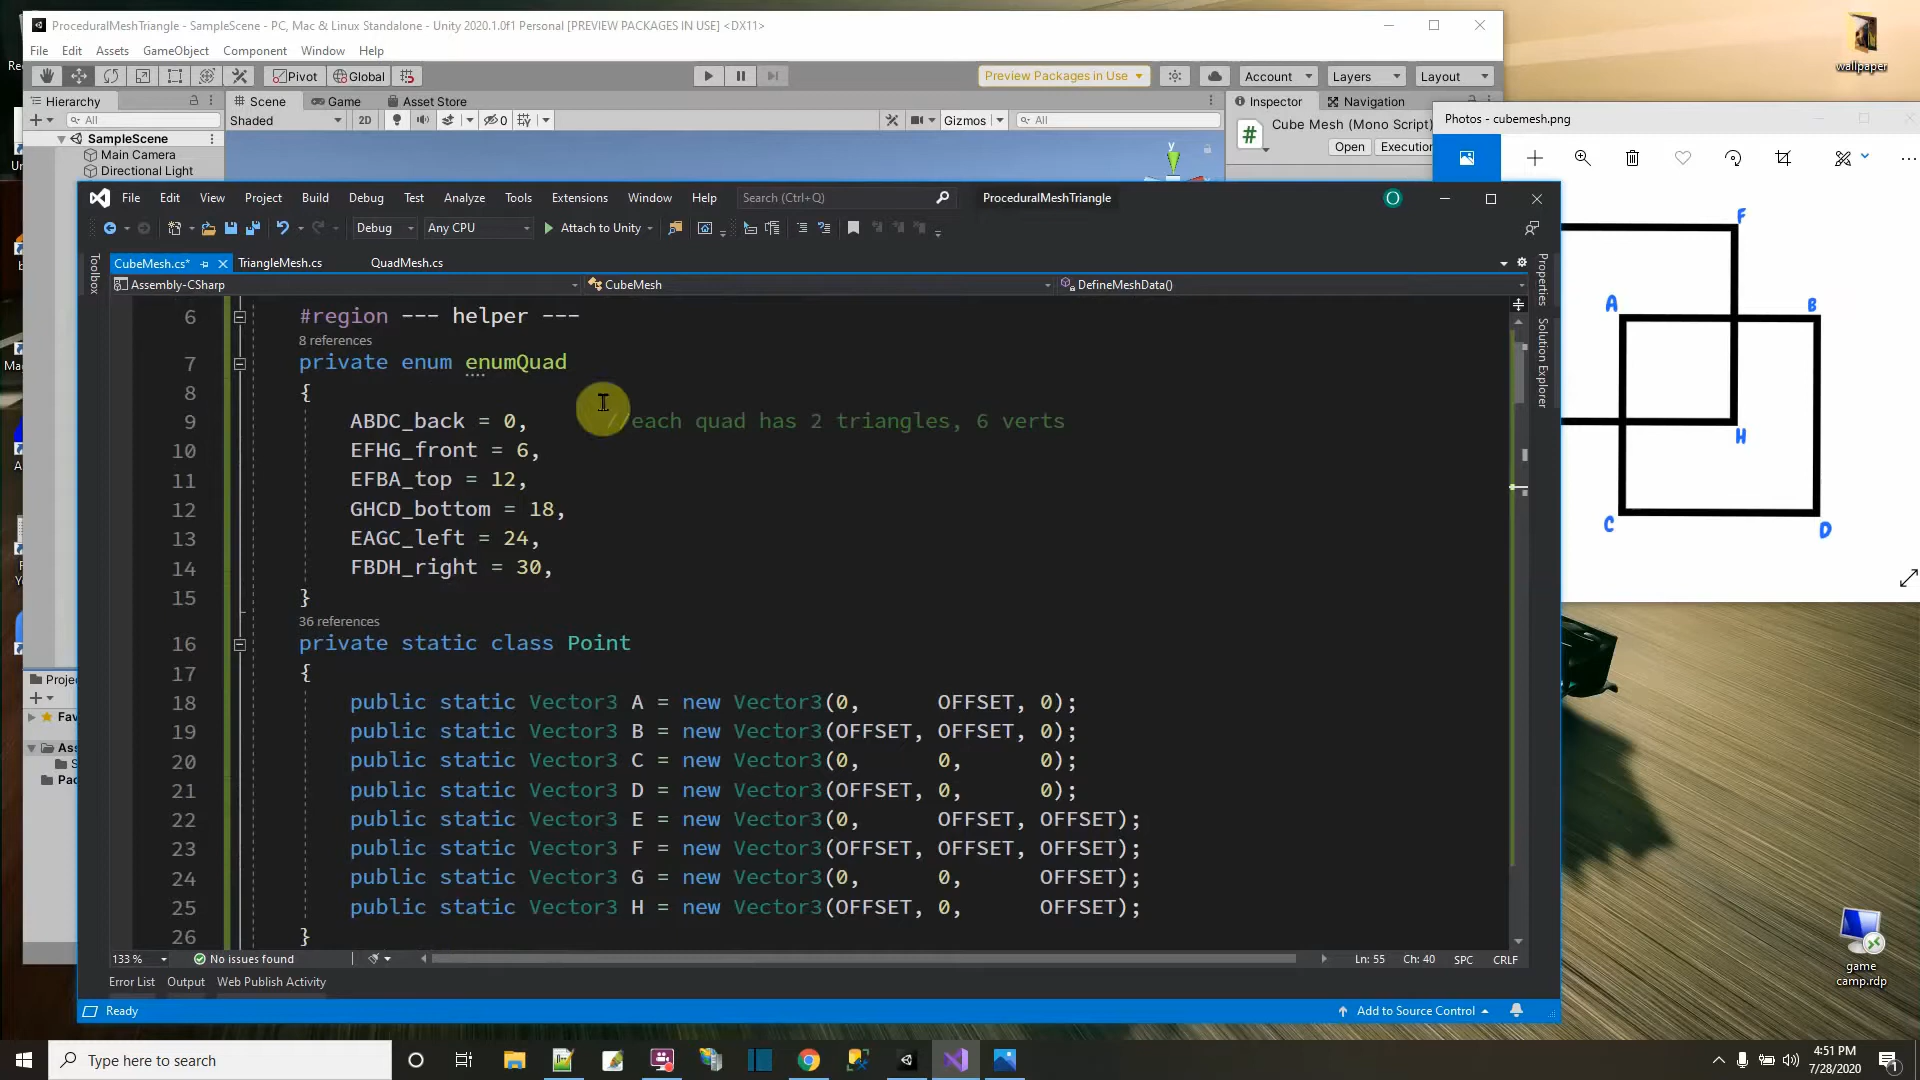 ProceduralMeshTriangle - SampleScene - PC, Mac & Linux Standalone - Unity 2020.1.0f1 Personal [PREVIEW PACKAGES IN USE] <DX11>
File Edit Assets GameObject Component Window Help
Pivot Global Preview Packages in Use Account Layers Layout
Hierarchy Scene Game Asset Store Inspector Navigation
All Shaded 2D 0 Gizmos All
SampleScene
Main Camera
Directional Light
Cube Mesh (Mono Script)
Open
y
wallpaper
Photos - cubemesh.png
File Edit View Project Build Debug Test Analyze Tools Extensions Window Help Search (Ctrl+Q) ProceduralMeshTriangle O
Debug Any CPU Attach to Unity
Toolbox
CubeMesh.cs* TriangleMesh.cs QuadMesh.cs
Assembly-CSharp CubeMesh DefineMeshData()
Properties
Solution Explorer
6 #region --- helper ---
8 references
7 private enum enumQuad
8 {
9 ABDC_back = 0, //each quad has 2 triangles, 6 verts
10 EFHG_front = 6,
11 EFBA_top = 12,
12 GHCD_bottom = 18,
13 EAGC_left = 24,
14 FBDH_right = 30,
15 }
36 references
16 private static class Point
17 {
18 public static Vector3 A = new Vector3(0, OFFSET, 0);
19 public static Vector3 B = new Vector3(OFFSET, OFFSET, 0);
20 public static Vector3 C = new Vector3(0, 0, 0);
21 public static Vector3 D = new Vector3(OFFSET, 0, 0);
22 public static Vector3 E = new Vector3(0, OFFSET, OFFSET);
23 public static Vector3 F = new Vector3(OFFSET, OFFSET, OFFSET);
24 public static Vector3 G = new Vector3(0, 0, OFFSET);
25 public static Vector3 H = new Vector3(OFFSET, 0, OFFSET);
26 }
133 % No issues found Ln: 55 Ch: 40 SPC CRLF
Error List Output Web Publish Activity
Ready Add to Source Control
F
A B
H
C D
game
camp.rdp
Type here to search
4:51 PM
7/28/2020
1